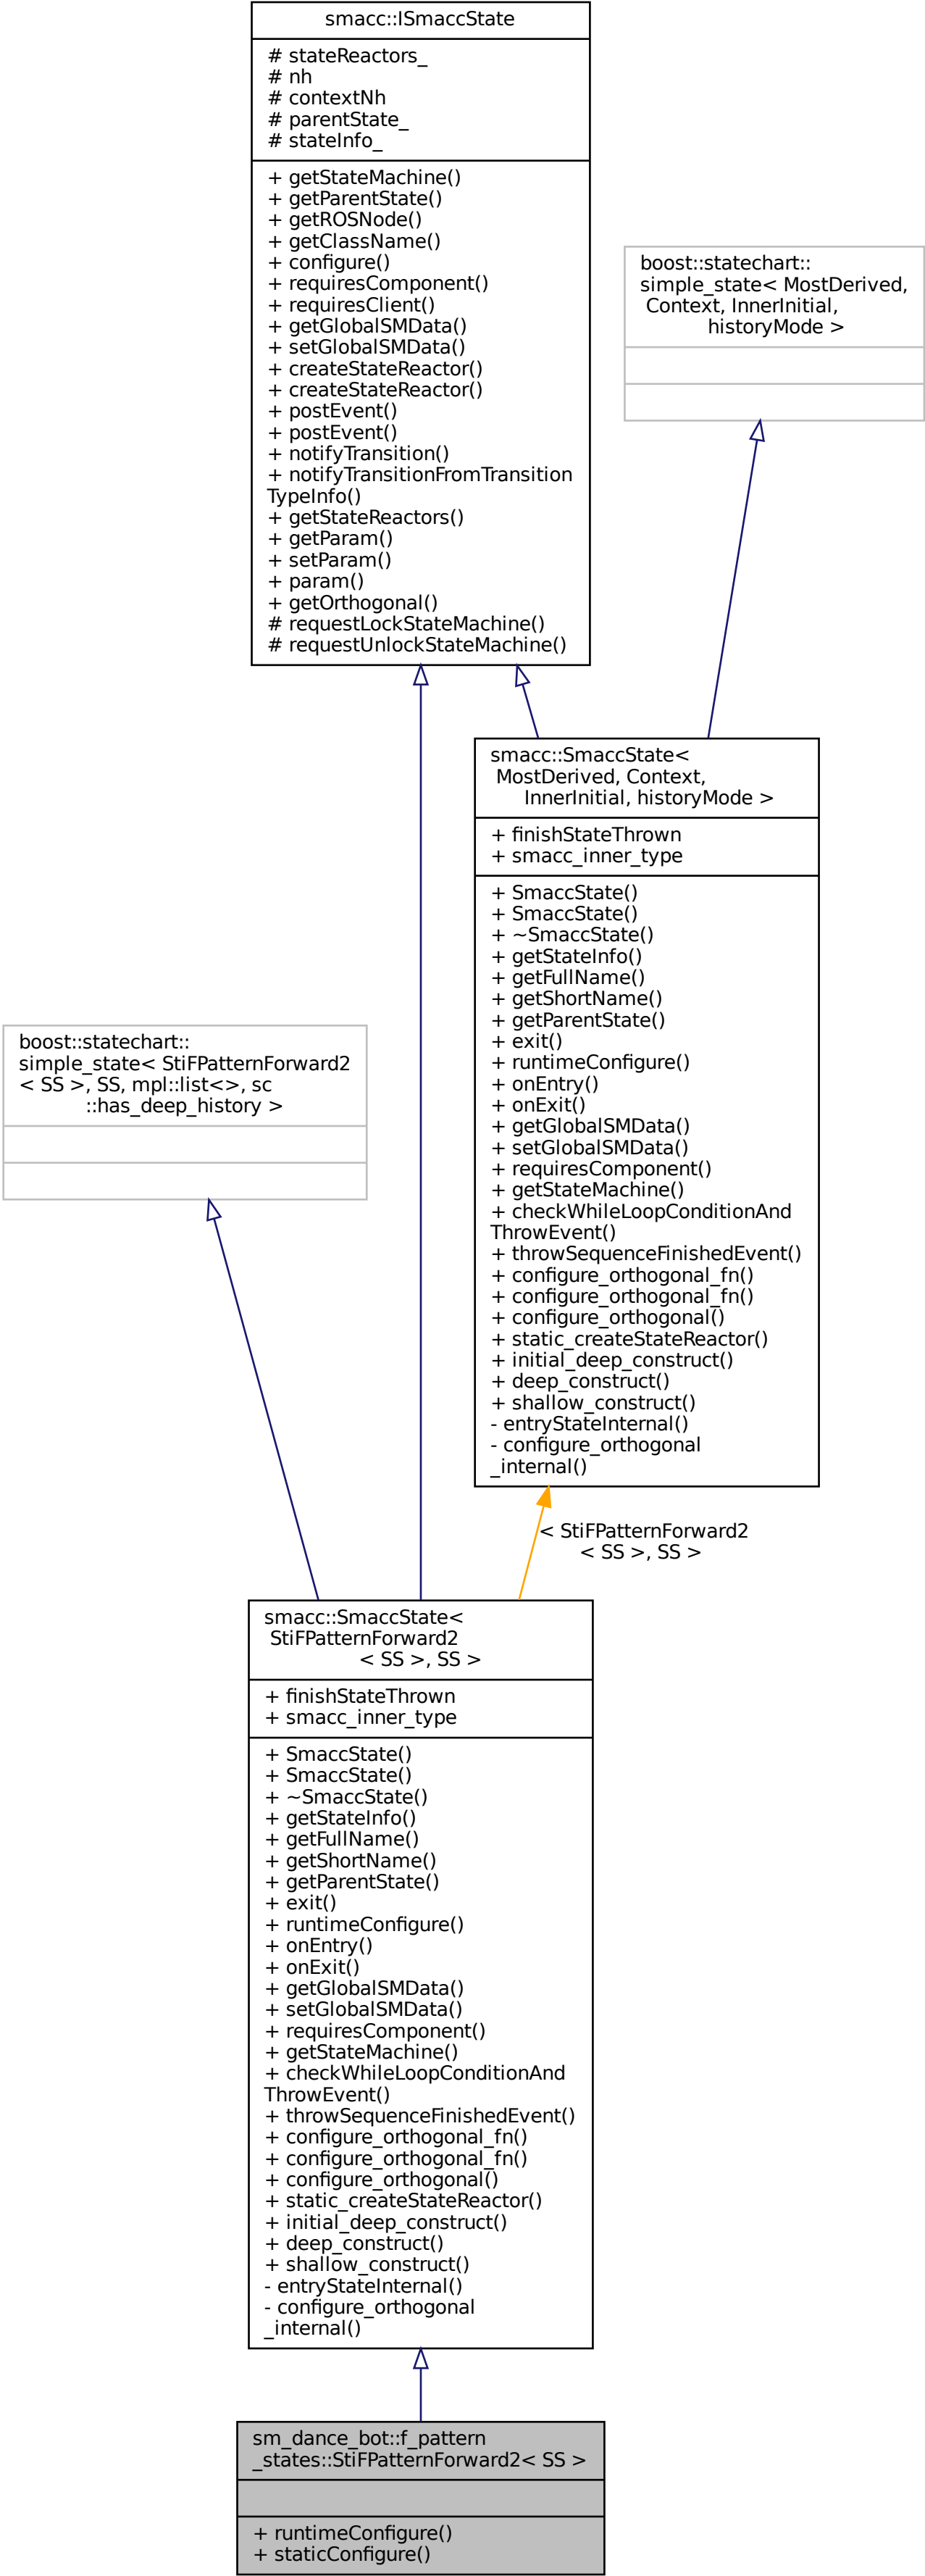 smacc::ISmaccState
# stateReactors_
# nh
# contextNh
# parentState_
# stateInfo_
+ getStateMachine()
+ getParentState()
+ getROSNode()
+ getClassName()
+ configure()
+ requiresComponent()
+ requiresClient()
+ getGlobalSMData()
+ setGlobalSMData()
+ createStateReactor()
+ createStateReactor()
+ postEvent()
+ postEvent()
+ notifyTransition()
+ notifyTransitionFromTransition
TypeInfo()
+ getStateReactors()
+ getParam()
+ setParam()
+ param()
+ getOrthogonal()
# requestLockStateMachine()
# requestUnlockStateMachine()
boost::statechart::
simple_state< MostDerived,
Context, InnerInitial,
historyMode >
smacc::SmaccState<
MostDerived, Context,
InnerInitial, historyMode >
+ finishStateThrown
+ smacc_inner_type
+ SmaccState()
+ SmaccState()
+ ~SmaccState()
+ getStateInfo()
+ getFullName()
+ getShortName()
+ getParentState()
+ exit()
+ runtimeConfigure()
+ onEntry()
+ onExit()
+ getGlobalSMData()
+ setGlobalSMData()
+ requiresComponent()
+ getStateMachine()
+ checkWhileLoopConditionAnd
ThrowEvent()
+ throwSequenceFinishedEvent()
+ configure_orthogonal_fn()
+ configure_orthogonal_fn()
+ configure_orthogonal()
+ static_createStateReactor()
+ initial_deep_construct()
+ deep_construct()
+ shallow_construct()
- entryStateInternal()
- configure_orthogonal
_internal()
boost::statechart::
simple_state< StiFPatternForward2
< SS >, SS, mpl::list<>, sc
::has_deep_history >
< StiFPatternForward2
< SS >, SS >
smacc::SmaccState<
StiFPatternForward2
< SS >, SS >
+ finishStateThrown
+ smacc_inner_type
+ SmaccState()
+ SmaccState()
+ ~SmaccState()
+ getStateInfo()
+ getFullName()
+ getShortName()
+ getParentState()
+ exit()
+ runtimeConfigure()
+ onEntry()
+ onExit()
+ getGlobalSMData()
+ setGlobalSMData()
+ requiresComponent()
+ getStateMachine()
+ checkWhileLoopConditionAnd
ThrowEvent()
+ throwSequenceFinishedEvent()
+ configure_orthogonal_fn()
+ configure_orthogonal_fn()
+ configure_orthogonal()
+ static_createStateReactor()
+ initial_deep_construct()
+ deep_construct()
+ shallow_construct()
- entryStateInternal()
- configure_orthogonal
_internal()
sm_dance_bot::f_pattern
_states::StiFPatternForward2< SS >
+ runtimeConfigure()
+ staticConfigure()